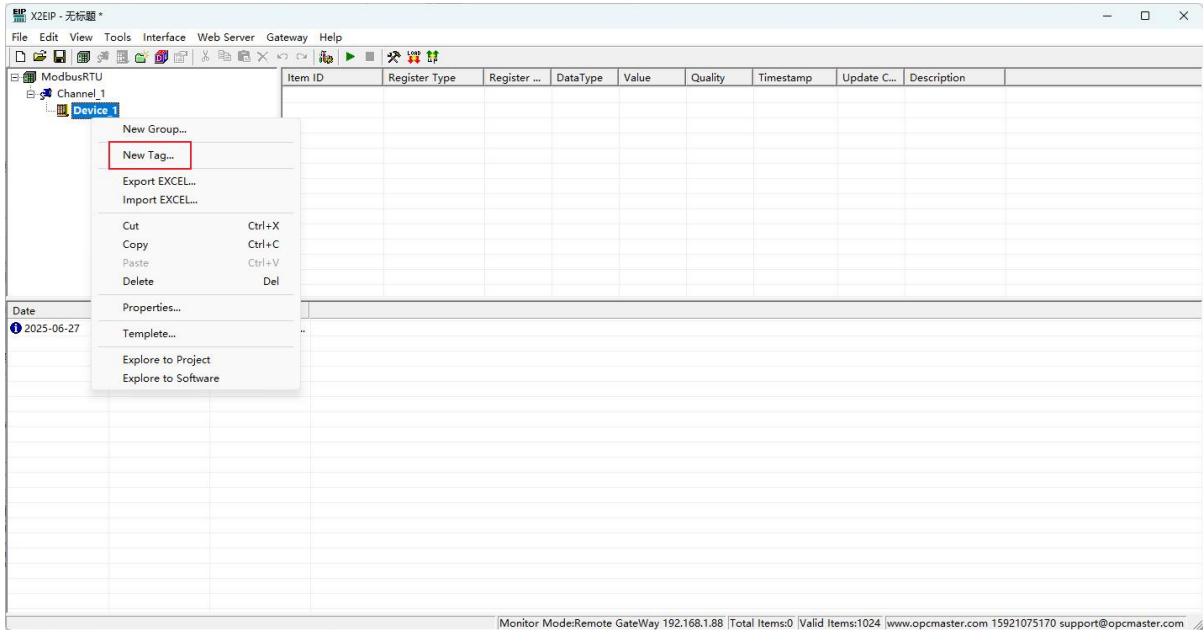 EIP X2EIP - 无标题 *
File Edit View Tools Interface Web Server Gateway Help
ModbusRTU
Channel_1
Device_1
Item ID Register Type Register ... DataType Value Quality Timestamp Update C... Description
New Group...
New Tag...
Export EXCEL...
Import EXCEL...
Cut Ctrl+X
Copy Ctrl+C
Paste Ctrl+V
Delete Del
Properties...
Templete...
Explore to Project
Explore to Software
Date
2025-06-27
Monitor Mode:Remote GateWay 192.168.1.88 Total Items:0 Valid Items:1024 www.opcmaster.com 15921075170 support@opcmaster.com